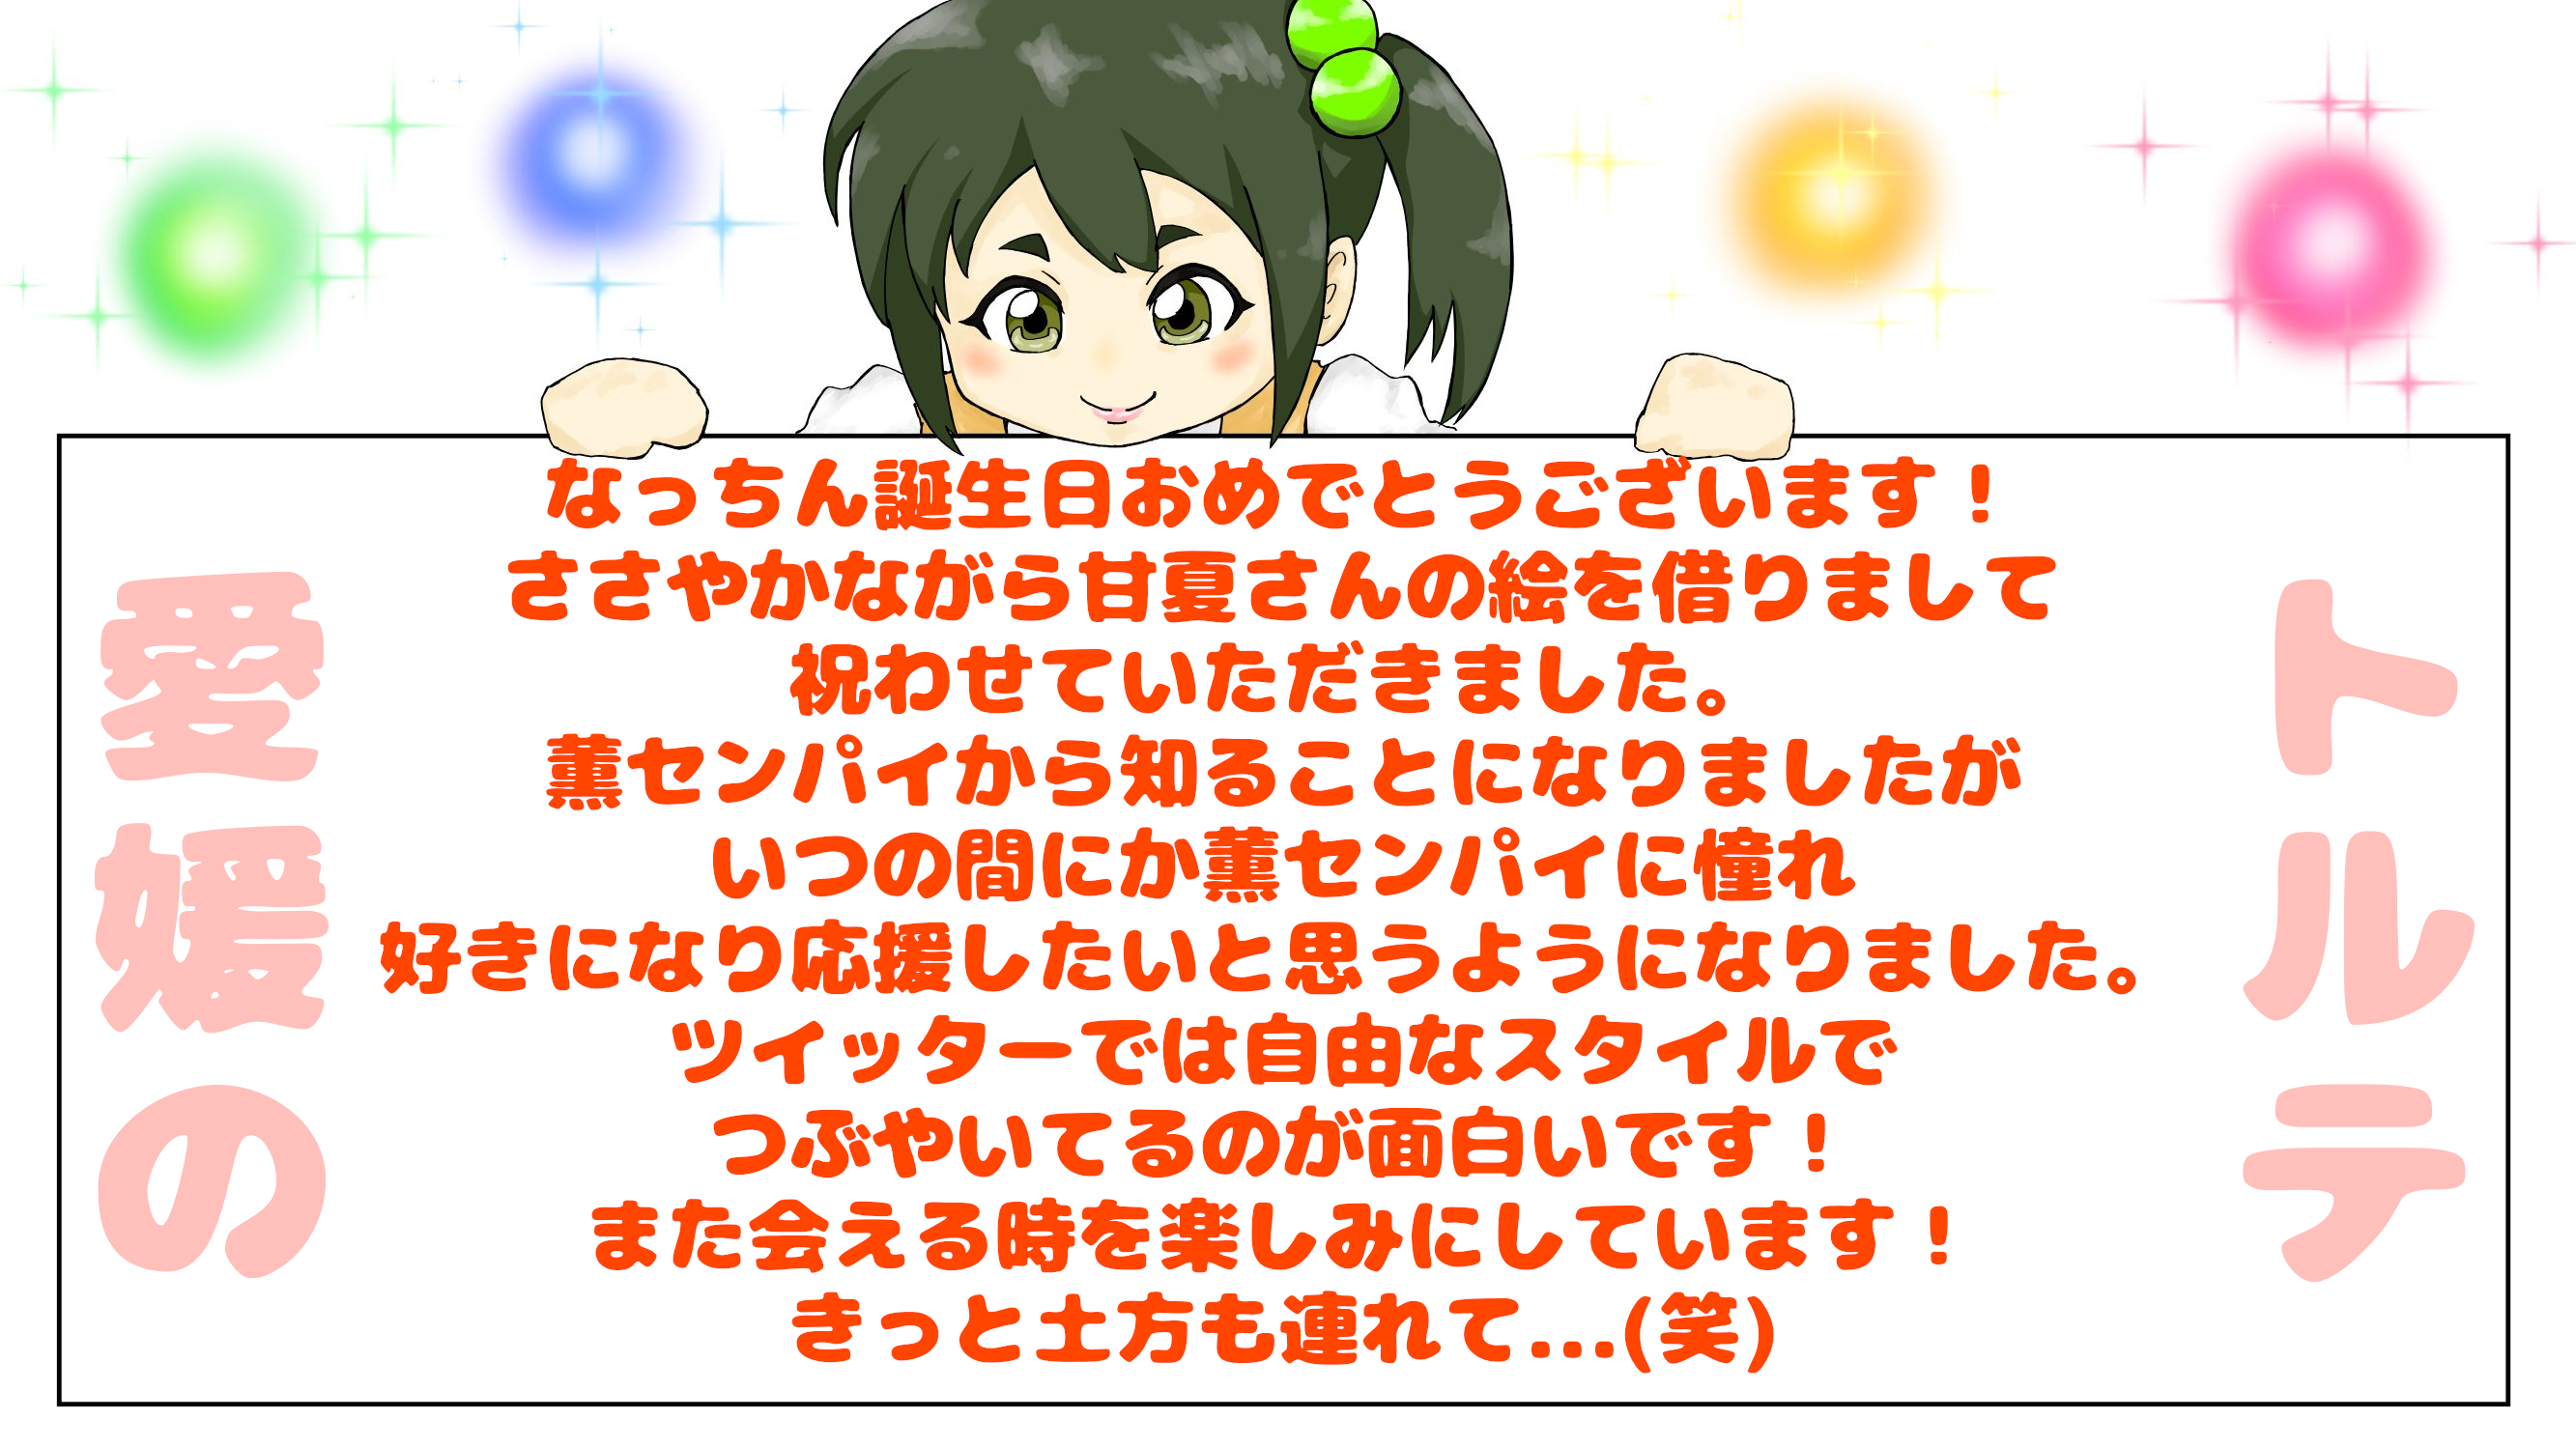 なっちん誕生日おめでとうございます！
ささやかながら甘夏さんの絵を借りまして
祝わせていただきました。
薫センパイから知ることになりましたが
いつの間にか薫センパイに憧れ
好きになり応援したいと思うようになりました。
ツイッターでは自由なスタイルで
つぶやいてるのが面白いです！
また会える時を楽しみにしています！
きっと土方も連れて…(笑)
愛媛の
トルテ